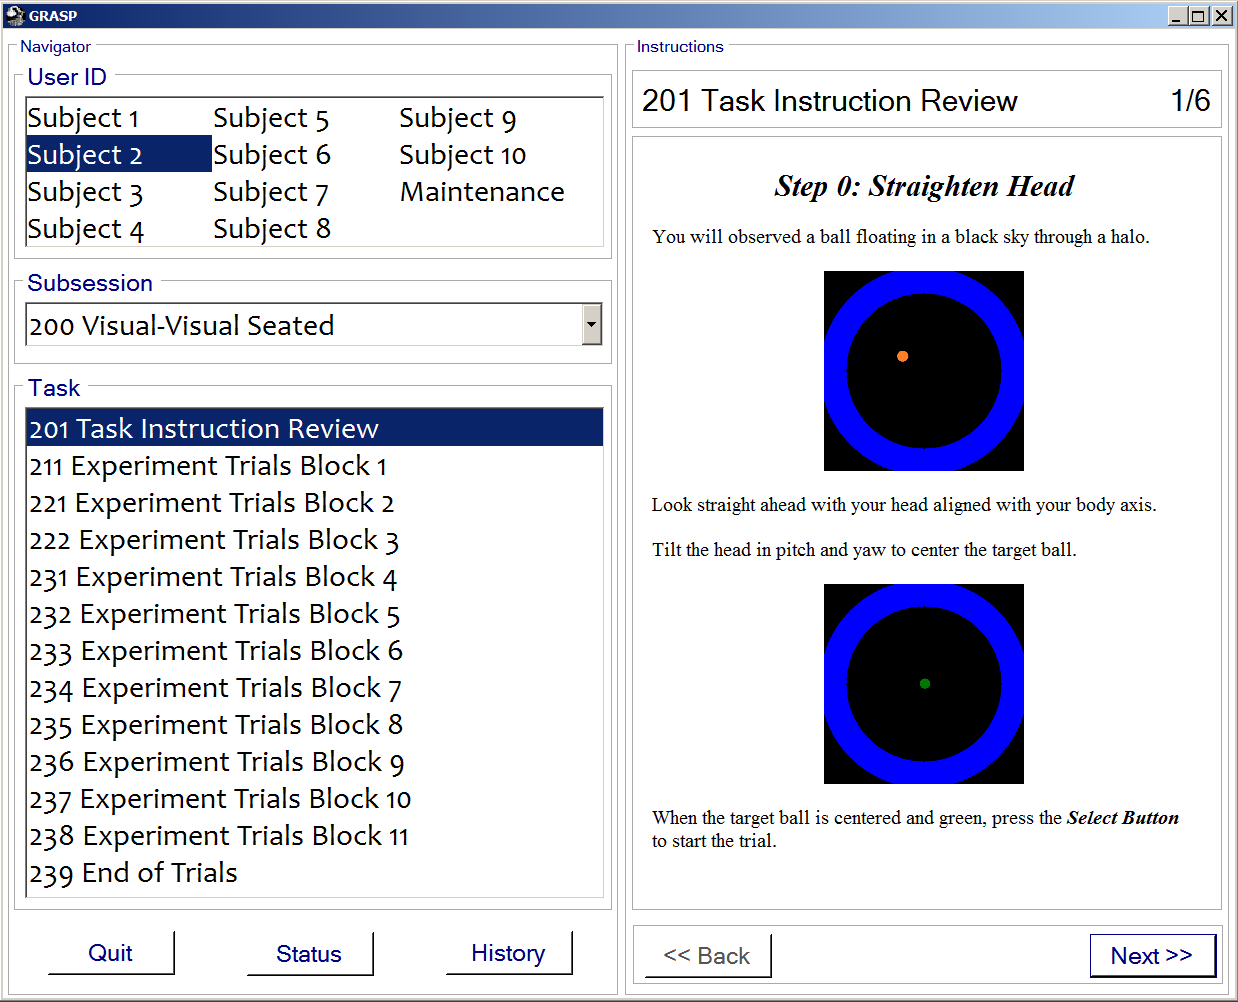 GRASP
Navigator
User ID
Subject 1
Subject 2
Subject 3
Subject 4
Subject 5
Subject 6
Subject 7
Subject 8
Subject 9
Subject 10
Maintenance
Subsession
200 Visual-Visual Seated
Task
201 Task Instruction Review
211 Experiment Trials Block 1
221 Experiment Trials Block 2
222 Experiment Trials Block 3
231 Experiment Trials Block 4
232 Experiment Trials Block 5
233 Experiment Trials Block 6
234 Experiment Trials Block 7
235 Experiment Trials Block 8
236 Experiment Trials Block 9
237 Experiment Trials Block 10
238 Experiment Trials Block 11
239 End of Trials
Quit
Status
History
Instructions
201 Task Instruction Review 1/6
Step 0: Straighten Head
You will observed a ball floating in a black sky through a halo.
Look straight ahead with your head aligned with your body axis.
Tilt the head in pitch and yaw to center the target ball.
When the target ball is centered and green, press the Select Button
to start the trial.
<< Back
Next >>